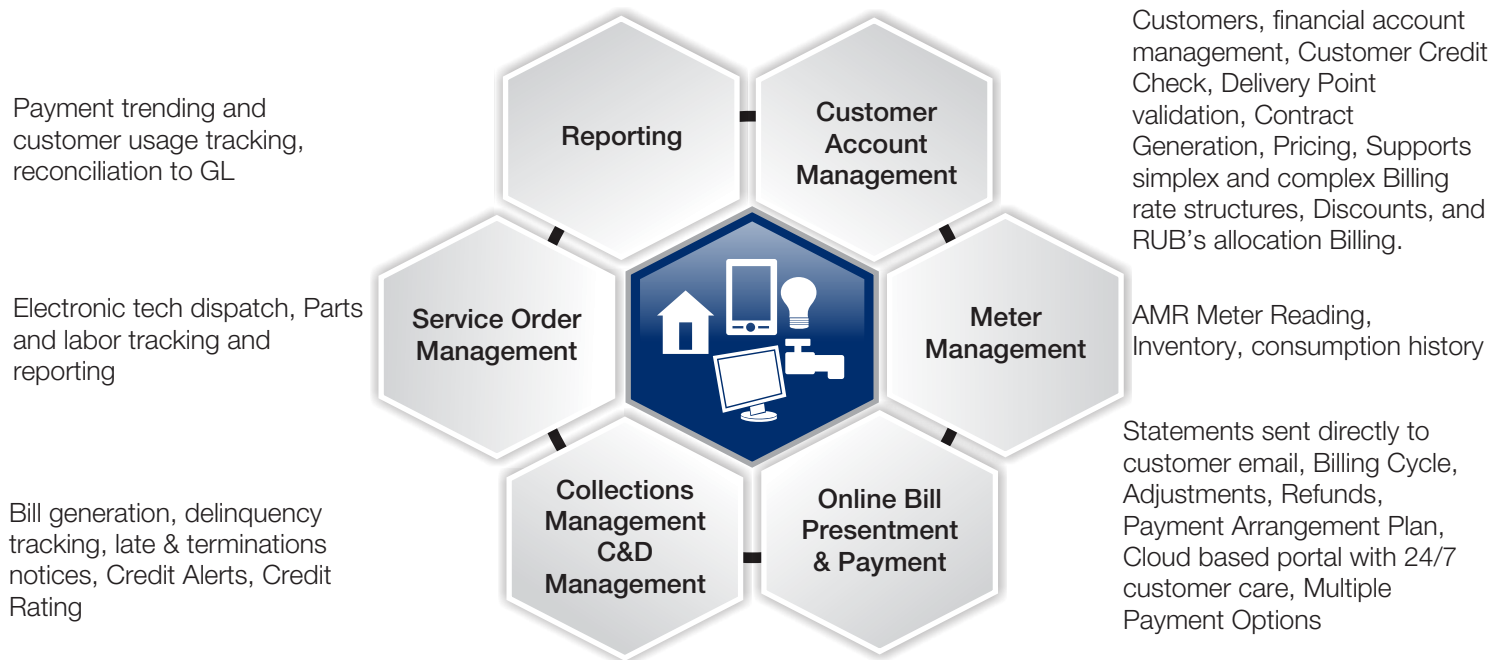 Payment trending and
customer usage tracking,
reconciliation to GL
Reporting
Customer
Account
Management
Customers, financial account
management, Customer Credit
Check, Delivery Point
validation, Contract
Generation, Pricing, Supports
simplex and complex Billing
rate structures, Discounts, and
RUB's allocation Billing.
Electronic tech dispatch, Parts
and labor tracking and
reporting
Service Order
Management
Meter
Management
AMR Meter Reading,
Inventory, consumption history
Bill generation, delinquency
tracking, late & terminations
notices, Credit Alerts, Credit
Rating
Collections
Management
C&D
Management
Online Bill
Presentment
& Payment
Statements sent directly to
customer email, Billing Cycle,
Adjustments, Refunds,
Payment Arrangement Plan,
Cloud based portal with 24/7
customer care, Multiple
Payment Options